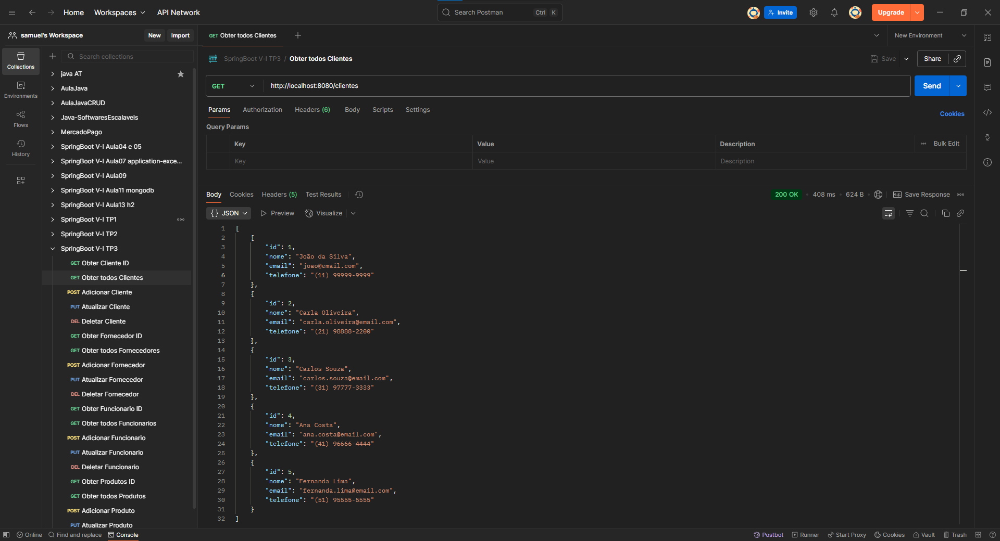 Home Workspaces API Network Search Postman Ctrl K Invite Upgrade
samuel's Workspace New Import GET Obter todos Clientes New Environment
Search collections
Collections
Environments
Flows
History
java AT
AulaJava
AulaJavaCRUD
Java-SoftwaresEscalaveis
MercadoPago
SpringBoot V-I Aula04 e 05
SpringBoot V-I Aula07 application-exce...
SpringBoot V-I Aula09
SpringBoot V-I Aula11 mongodb
SpringBoot V-I Aula13 h2
SpringBoot V-I TP1
SpringBoot V-I TP2
SpringBoot V-I TP3
GET Obter Cliente ID
GET Obter todos Clientes
POST Adicionar Cliente
PUT Atualizar Cliente
DEL Deletar Cliente
GET Obter Fornecedor ID
GET Obter todos Fornecedores
POST Adicionar Fornecedor
PUT Atualizar Fornecedor
DEL Deletar Fornecedor
GET Obter Funcionario ID
GET Obter todos Funcionarios
POST Adicionar Funcionario
PUT Atualizar Funcionario
DEL Deletar Funcionario
GET Obter Produtos ID
GET Obter todos Produtos
POST Adicionar Produto
PUT Atualizar Produto
HTTP SpringBoot V-I TP3 / Obter todos Clientes Save Share
GET http://localhost:8080/clientes Send
Params Authorization Headers (6) Body Scripts Settings Cookies
Query Params
Key Value Description Bulk Edit
Key Value Description
Body Cookies Headers (5) Test Results 200 OK • 408 ms • 624 B e.g. Save Response
{} JSON Preview Visualize
1 [
2 {
3 "id": 1,
4 "nome": "João da Silva",
5 "email": "joao@email.com",
6 "telefone": "(11) 99999-9999"
7 },
8 {
9 "id": 2,
10 "nome": "Carla Oliveira",
11 "email": "carla.oliveira@email.com",
12 "telefone": "(21) 98888-2200"
13 },
14 {
15 "id": 3,
16 "nome": "Carlos Souza",
17 "email": "carlos.souza@email.com",
18 "telefone": "(31) 97777-3333"
19 },
20 {
21 "id": 4,
22 "nome": "Ana Costa",
23 "email": "ana.costa@email.com",
24 "telefone": "(41) 96666-4444"
25 },
26 {
27 "id": 5,
28 "nome": "Fernanda Lima",
29 "email": "fernanda.lima@email.com",
30 "telefone": "(51) 95555-5555"
31 }
32 ]
Online Find and replace Console Postbot Runner Start Proxy Cookies Vault Trash